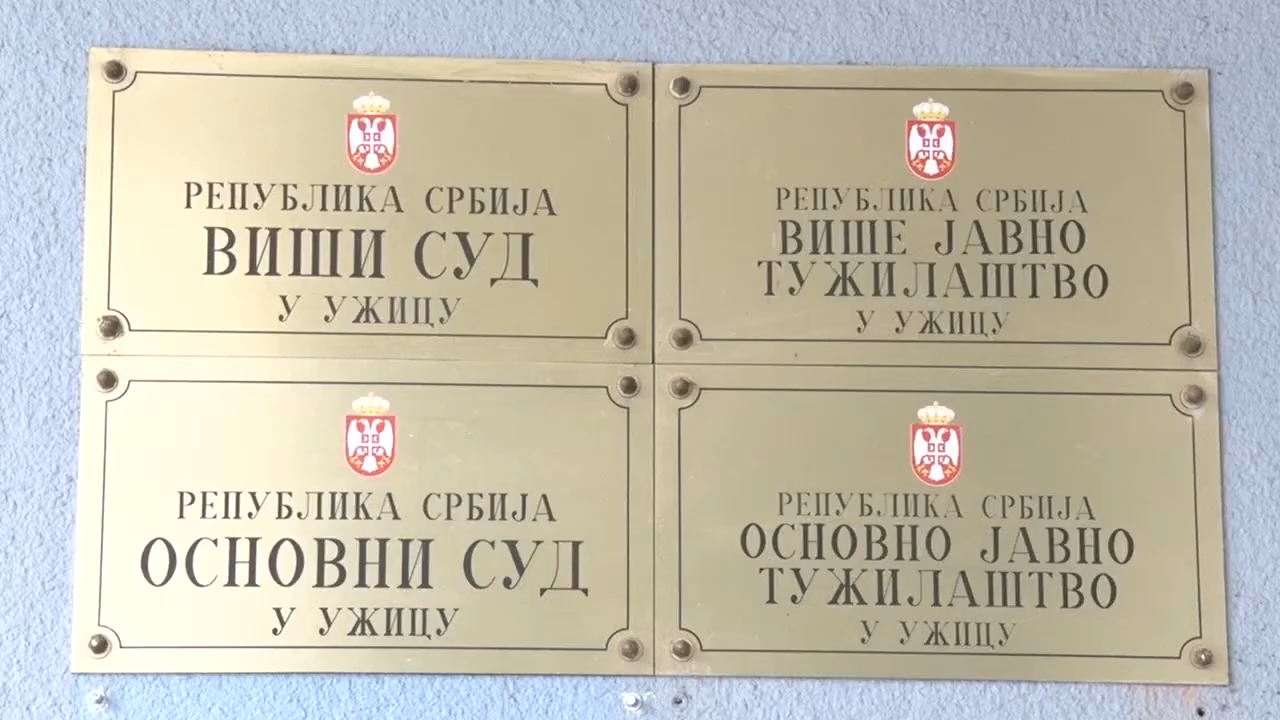 РЕПУБЛИКА СРБИЈА
ВИШИ СУД
У УЖИЦУ
РЕПУБЛИКА СРБИЈА
ВИШЕ ЈАВНО
ТУЖИЛАШТВО
У УЖИЦУ
РЕПУБЛИКА СРБИЈА
ОСНОВНИ СУД
У УЖИЦУ
РЕПУБЛИКА СРБИЈА
ОСНОВНО ЈАВНО
ТУЖИЛАШТВО
У УЖИЦУ